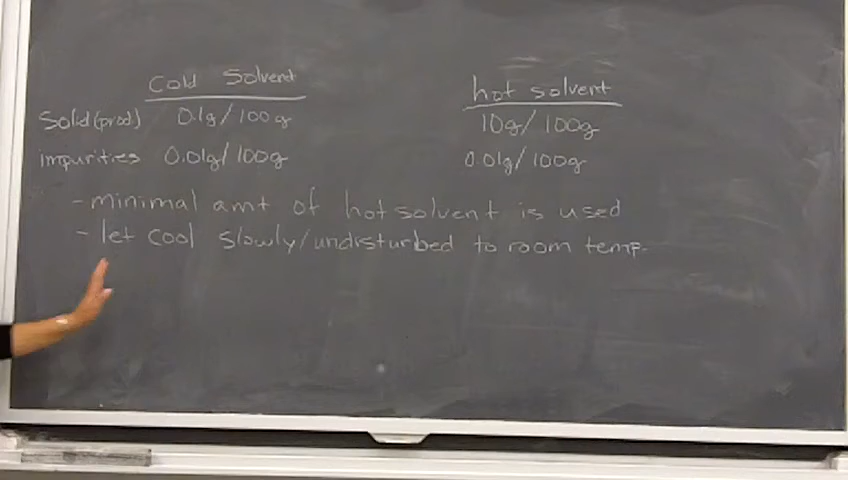 Cold Solvent hot solvent
Solid (prod.) 0.1g/100g 10g/100g
impurities 0.01g/100g 0.01g/100g
- minimal amt of hot solvent is used
- let cool slowly/undisturbed to room temp.